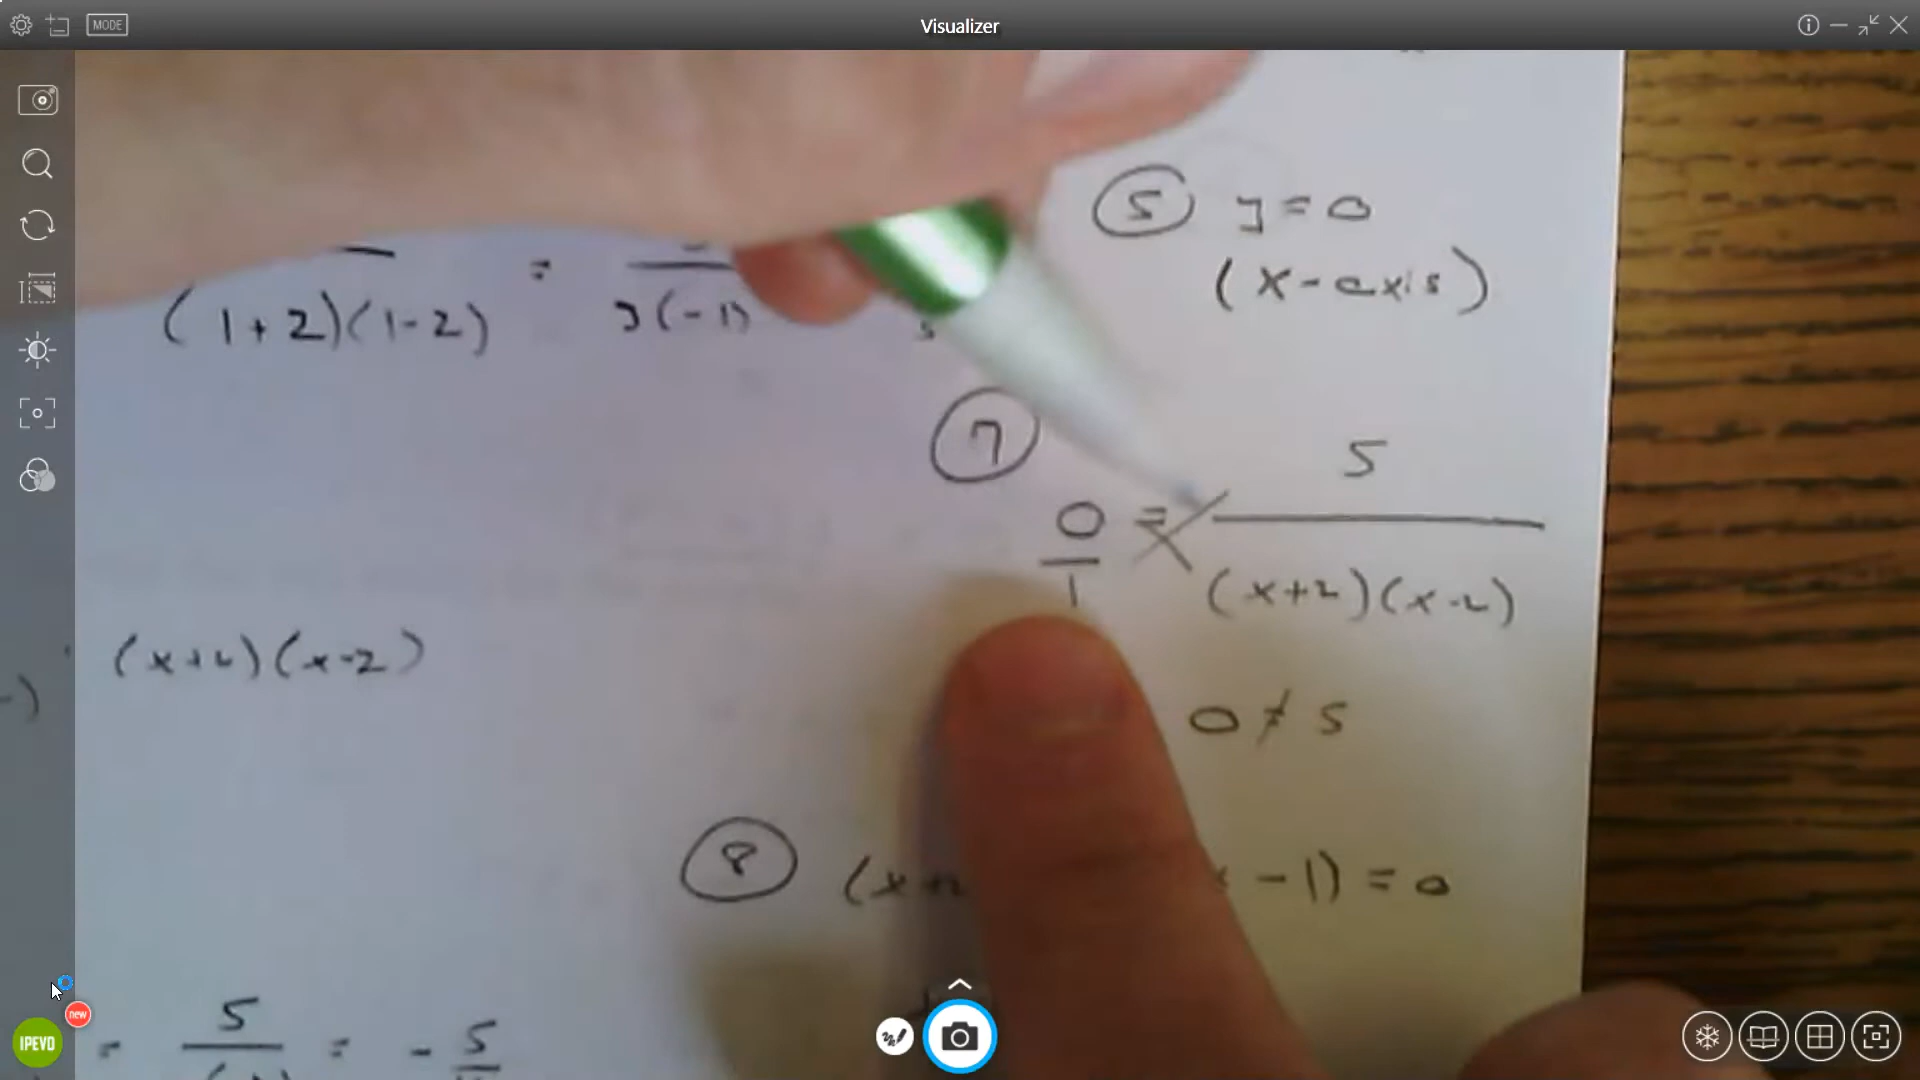 MODE
Visualizer
5 y = 0
(x-axis)
(1+2)(1-2) = 3(-1)
7
0/1 = 5/((x+2)(x-2))
(x+2)(x-2)
0 ≠ 5
8 (x+2 x - 1) = 0
= 5 = - 5
new
IPEVO